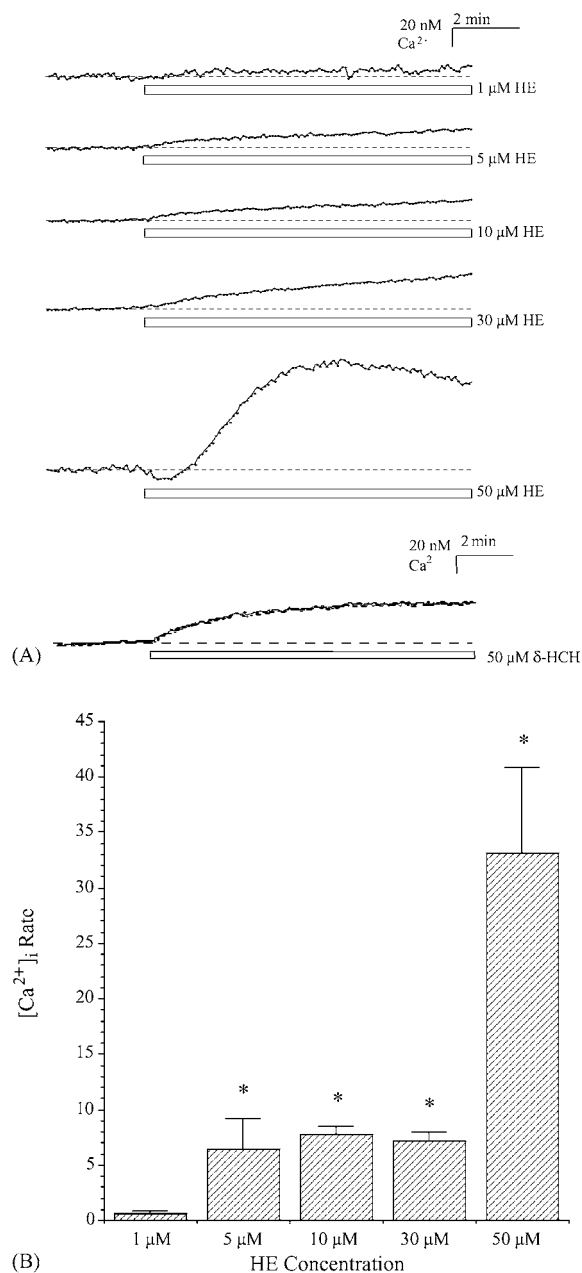 20 nM 2 min
Ca²⁺
1 µM HE
5 µM HE
10 µM HE
30 µM HE
50 µM HE
20 nM 2 min
Ca²
(A)
50 µM δ-HCH
45
40
35
30
25
20
15
10
5
0
[Ca²⁺]i Rate
*
*
*
*
1 µM 5 µM 10 µM 30 µM 50 µM
(B)
HE Concentration